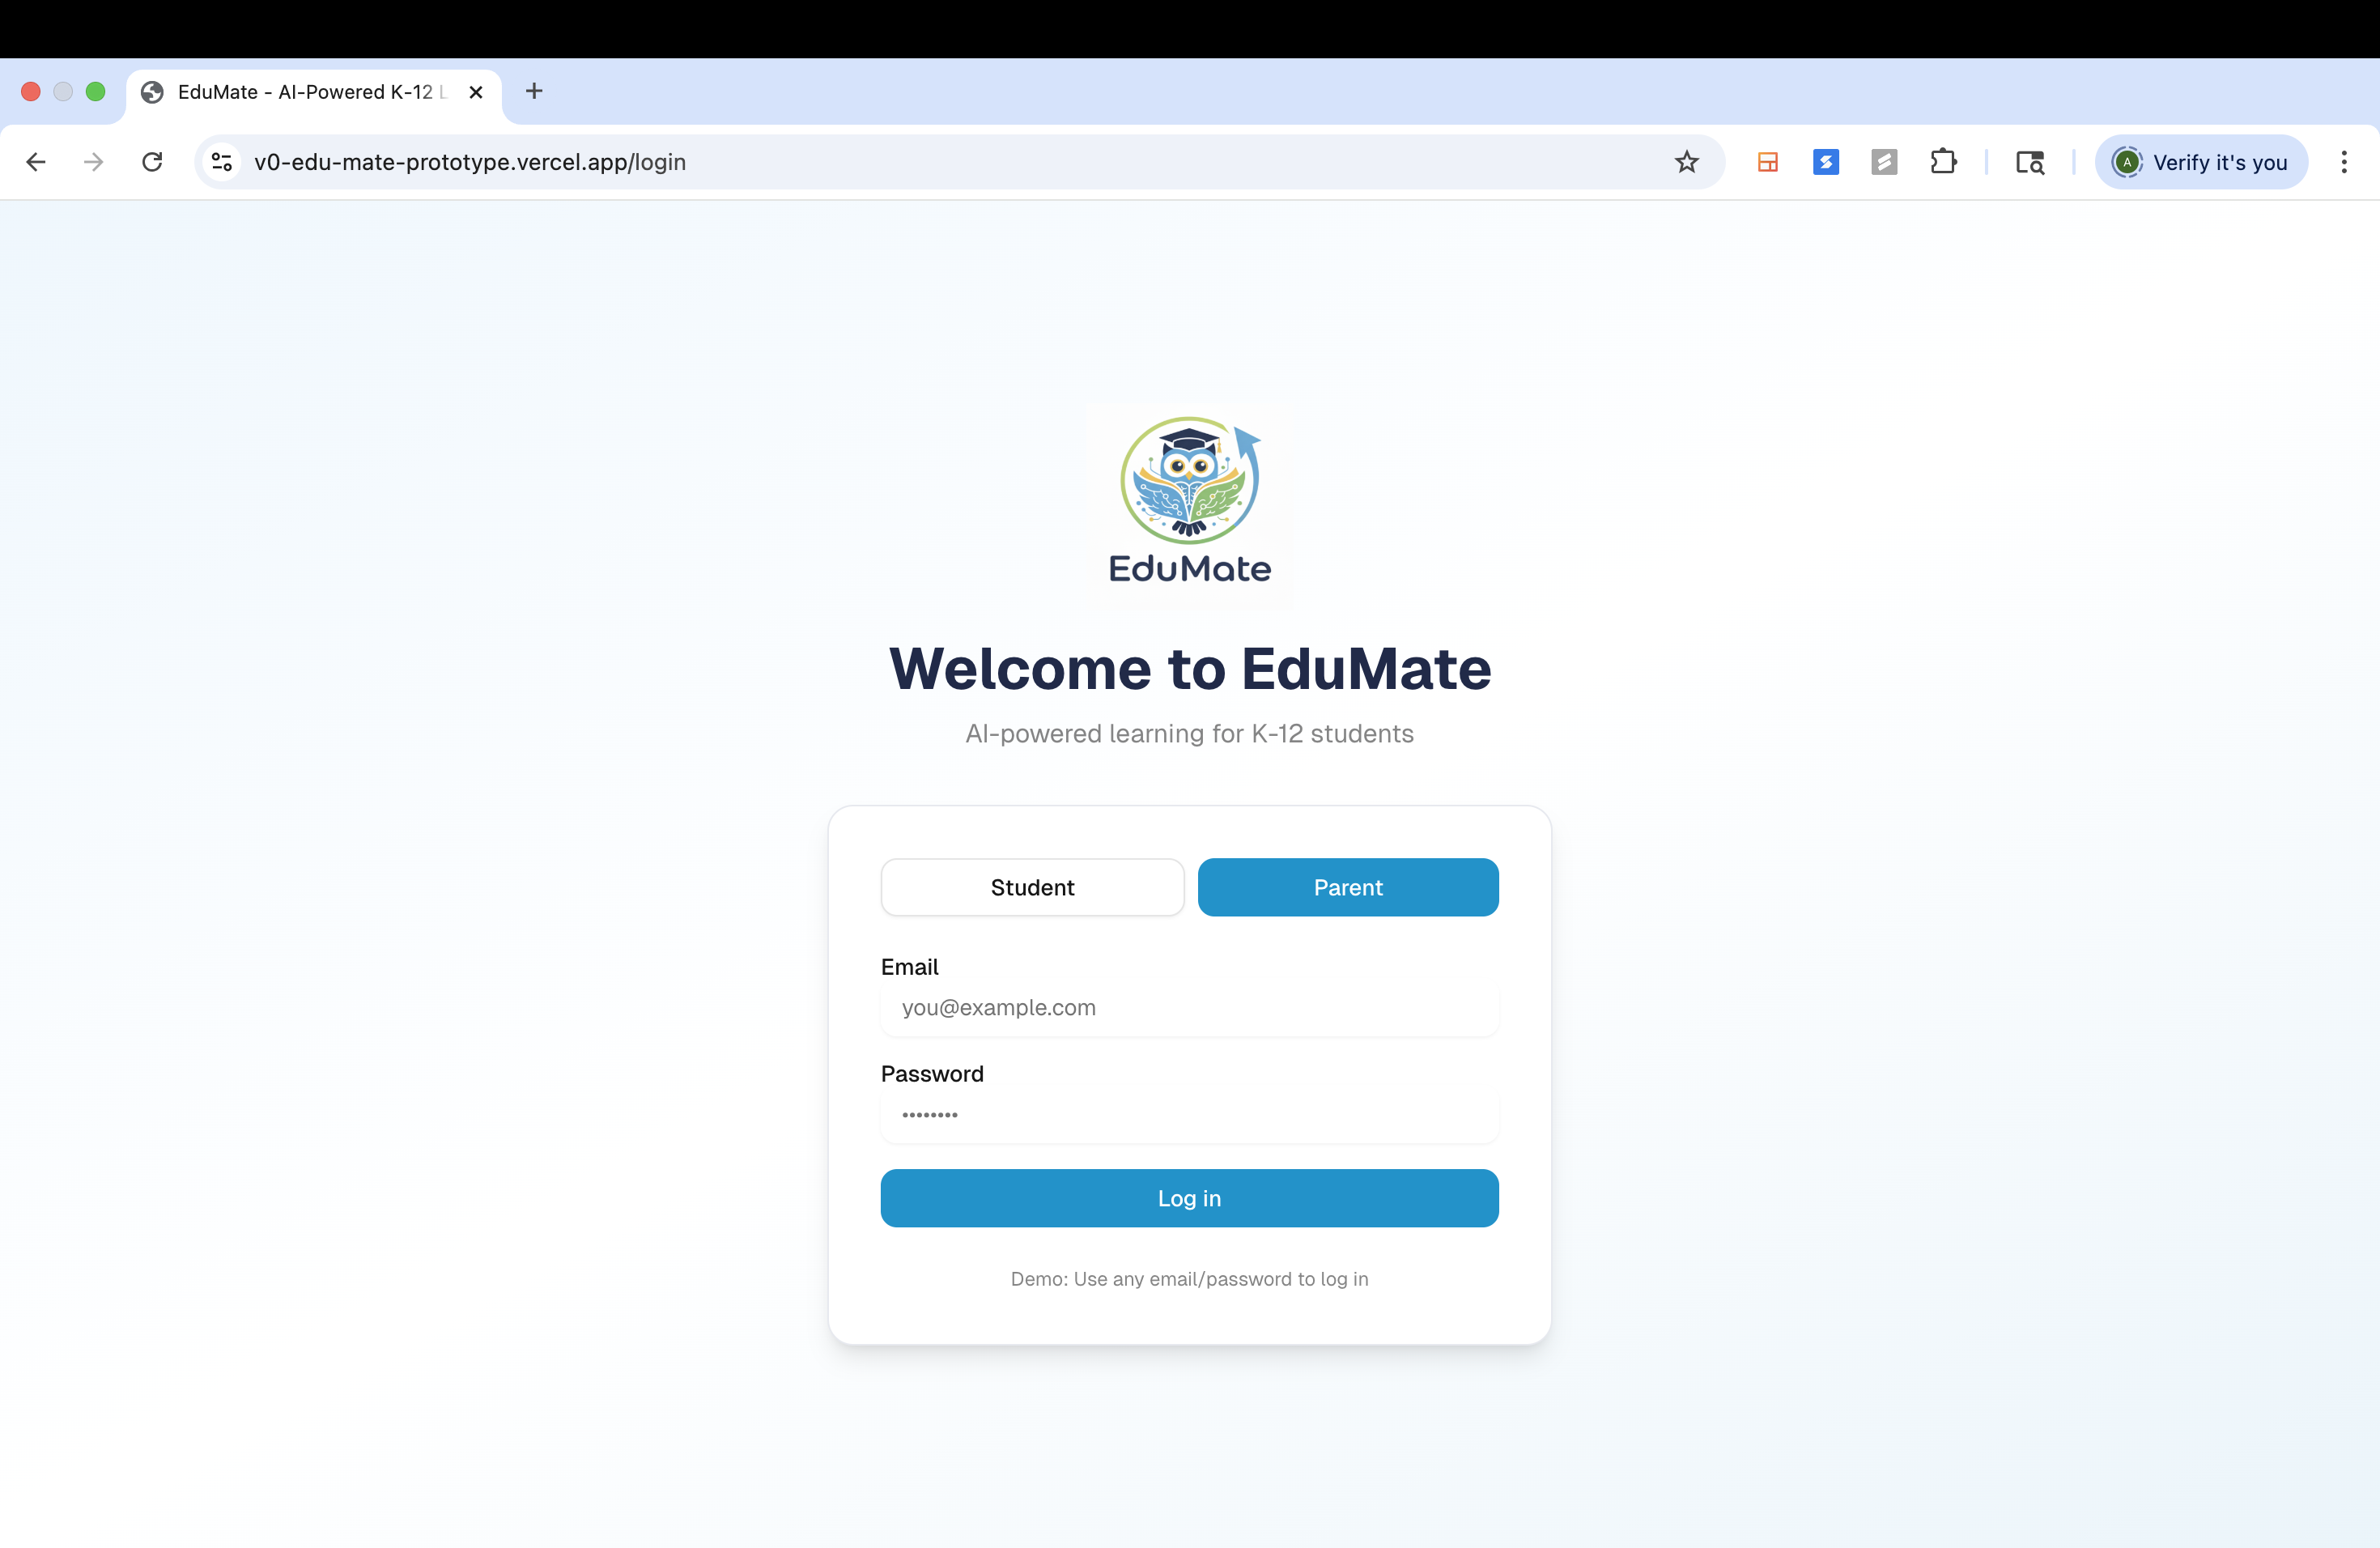 EduMate - AI-Powered K-12 L
v0-edu-mate-prototype.vercel.app/login
A
Verify it's you
EduMate
Welcome to EduMate
AI-powered learning for K-12 students
Student
Parent
Email
you@example.com
Password
••••••••
Log in
Demo: Use any email/password to log in